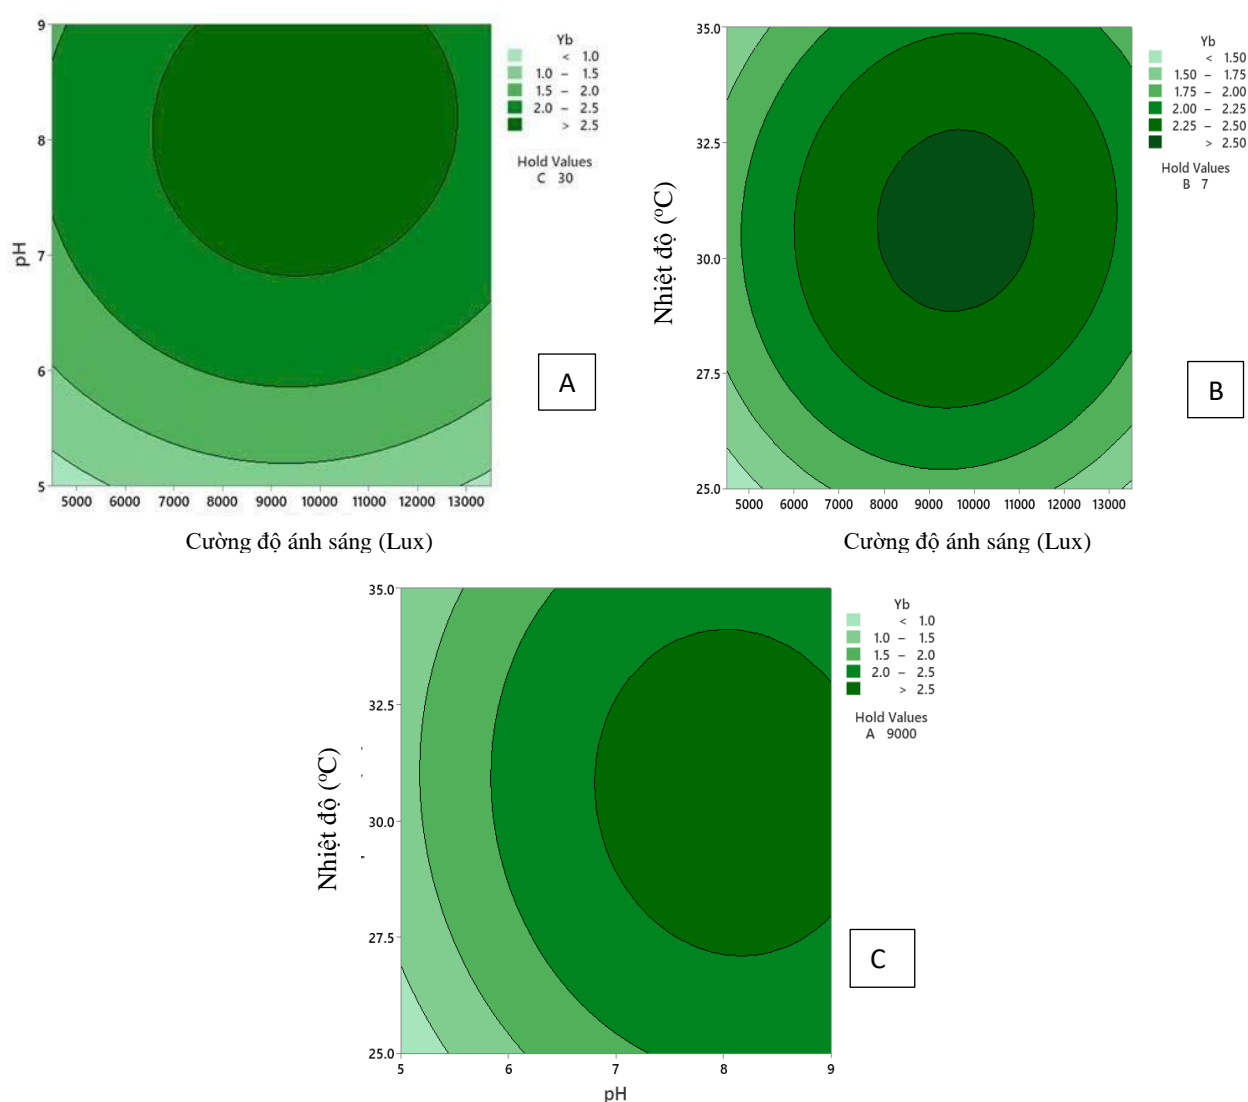 9
8
7
6
5
pH
5000 6000 7000 8000 9000 10000 11000 12000 13000
Cường độ ánh sáng (Lux)
Yb
< 1.0
1.0 – 1.5
1.5 – 2.0
2.0 – 2.5
> 2.5
Hold Values
C 30
A
35.0
32.5
30.0
27.5
25.0
Nhiệt độ (ºC)
5000 6000 7000 8000 9000 10000 11000 12000 13000
Cường độ ánh sáng (Lux)
Yb
< 1.50
1.50 – 1.75
1.75 – 2.00
2.00 – 2.25
2.25 – 2.50
> 2.50
Hold Values
B 7
B
35.0
32.5
30.0
27.5
25.0
Nhiệt độ (ºC)
5 6 7 8 9
pH
Yb
< 1.0
1.0 – 1.5
1.5 – 2.0
2.0 – 2.5
> 2.5
Hold Values
A 9000
C